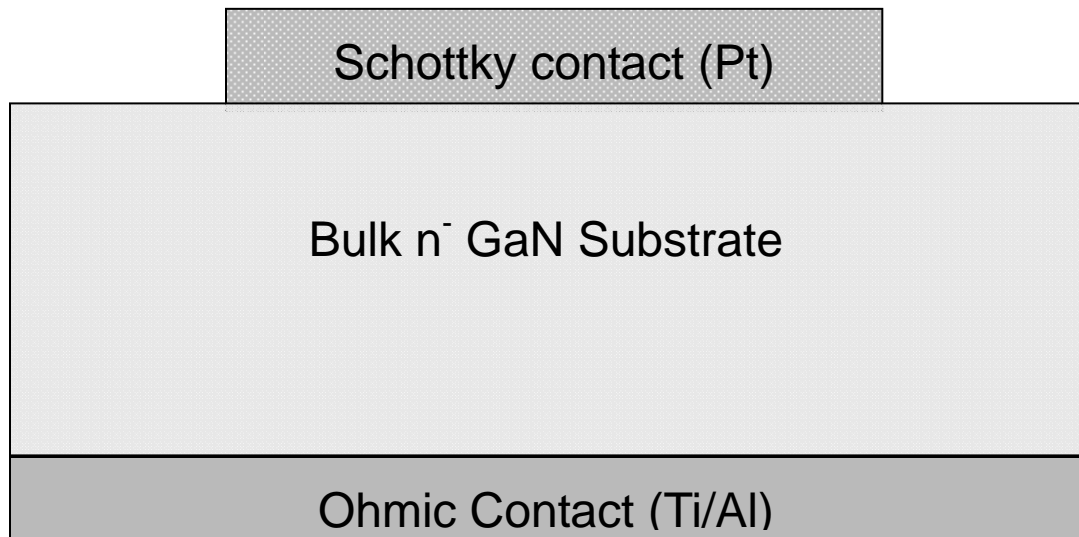 Schottky contact (Pt)
Bulk n⁻ GaN Substrate
Ohmic Contact (Ti/Al)